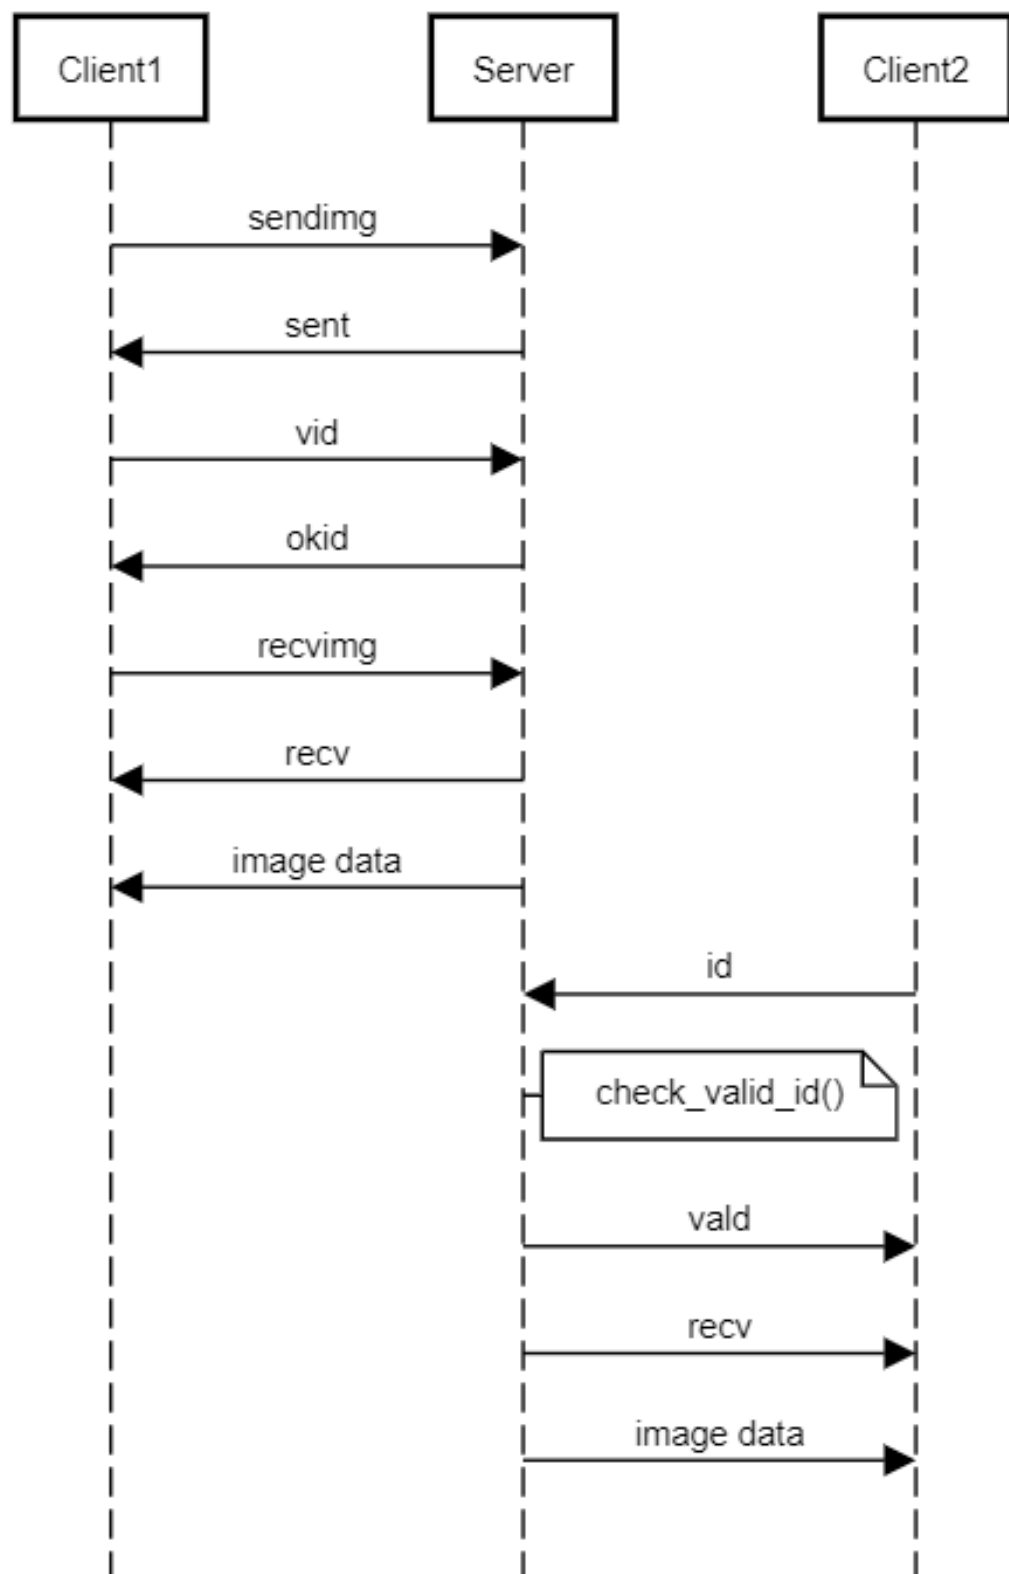 Client1
Server
Client2
sendimg
sent
vid
okid
recvimg
recv
image data
id
check_valid_id()
vald
recv
image data